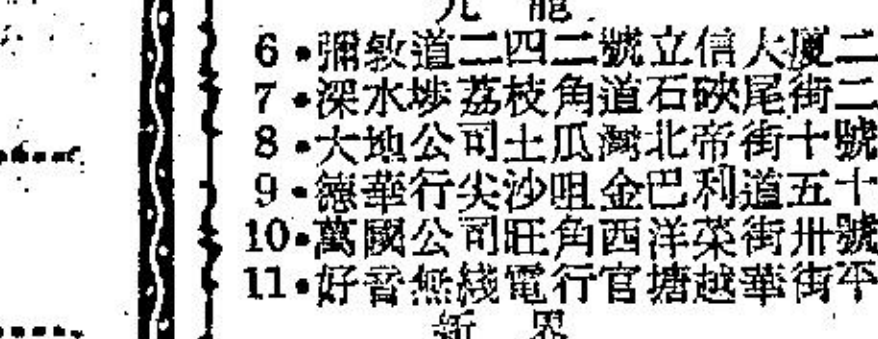 九龍
6•彌敦道二四二號立信大厦二
7•深水埗荔枝角道石硤尾街二
8•大地公司土瓜灣北帝街十號
9•德華行尖沙咀金巴利道五十
10•萬國公司旺角西洋菜街卅號
11•好音無綫電行官塘越華街平
新界